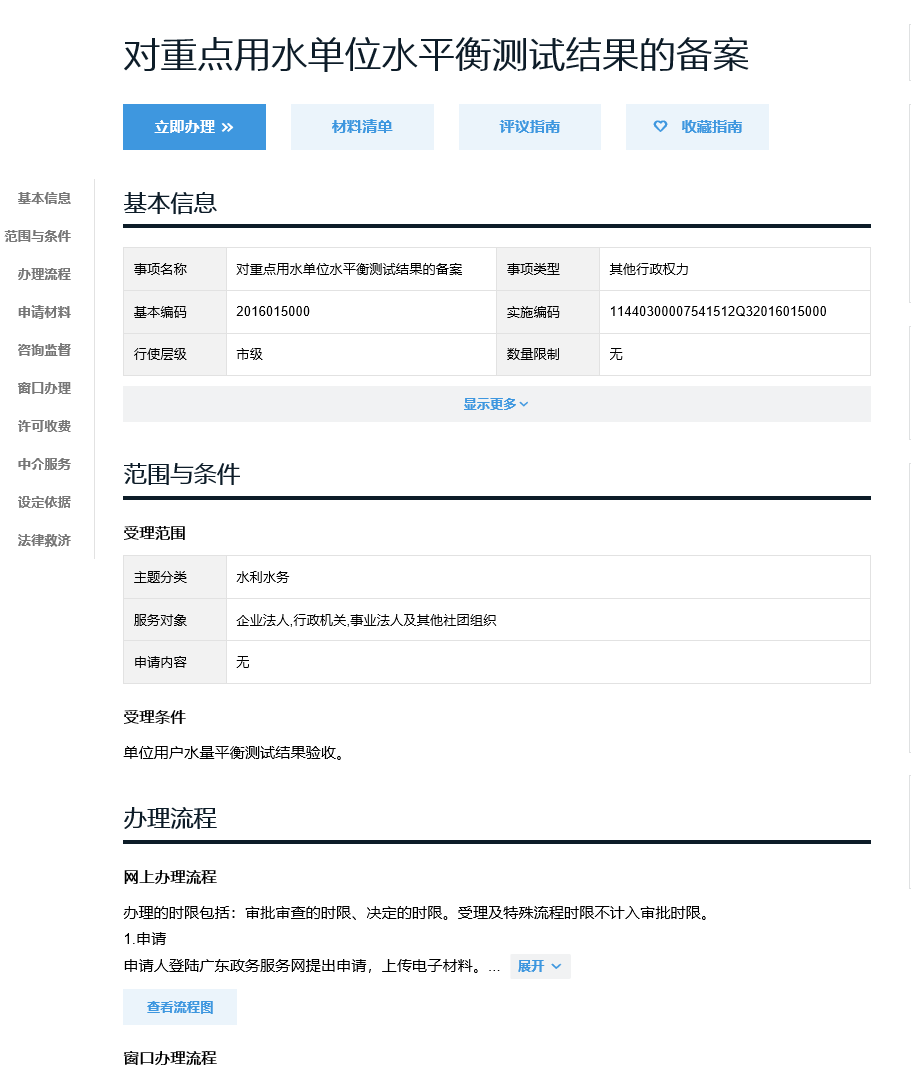 对重点用水单位水平衡测试结果的备案
立即办理 »
材料清单
评议指南
收藏指南
基本信息
范围与条件
办理流程
申请材料
咨询监督
窗口办理
许可收费
中介服务
设定依据
法律救济
基本信息
事项名称 对重点用水单位水平衡测试结果的备案 事项类型 其他行政权力
基本编码 2016015000 实施编码 11440300007541512Q32016015000
行使层级 市级 数量限制 无
显示更多
范围与条件
受理范围
主题分类 水利水务
服务对象 企业法人,行政机关,事业法人及其他社团组织
申请内容 无
受理条件
单位用户水量平衡测试结果验收。
办理流程
网上办理流程
办理的时限包括：审批审查的时限、决定的时限。受理及特殊流程时限不计入审批时限。
1.申请
申请人登陆广东政务服务网提出申请，上传电子材料。... 展开
查看流程图
窗口办理流程